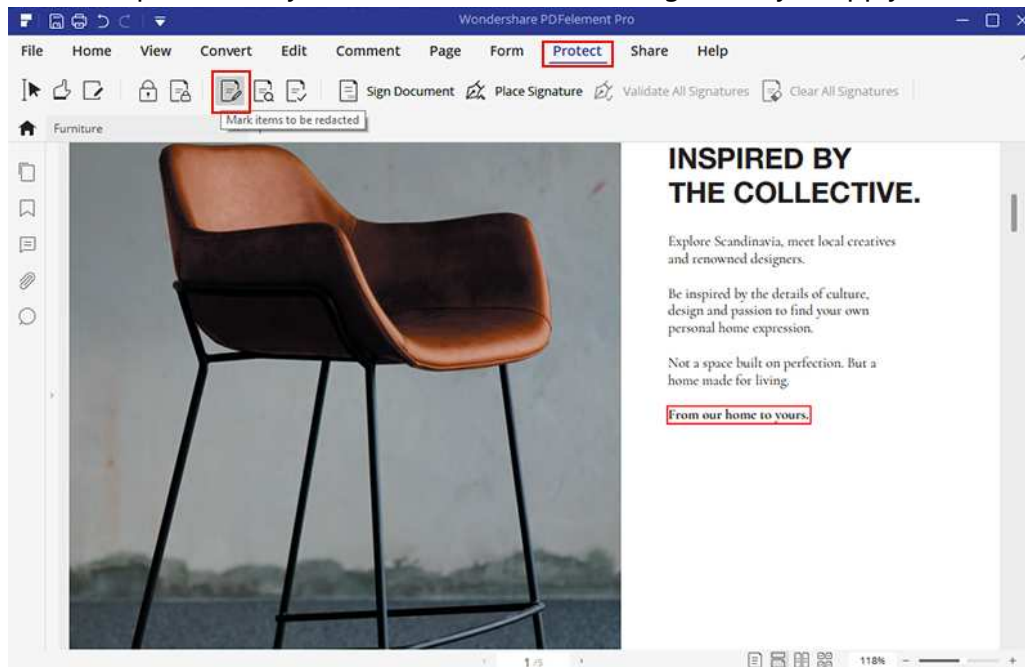 Wondershare PDFelement Pro
File Home View Convert Edit Comment Page Form Protect Share Help
Sign Document Place Signature Validate All Signatures Clear All Signatures
Mark items to be redacted
Furniture
INSPIRED BY
THE COLLECTIVE.
Explore Scandinavia, meet local creatives
and renowned designers.
Be inspired by the details of culture,
design and passion to find your own
personal home expression.
Not a space built on perfection. But a
home made for living.
From our home to yours.
1 /5 118%